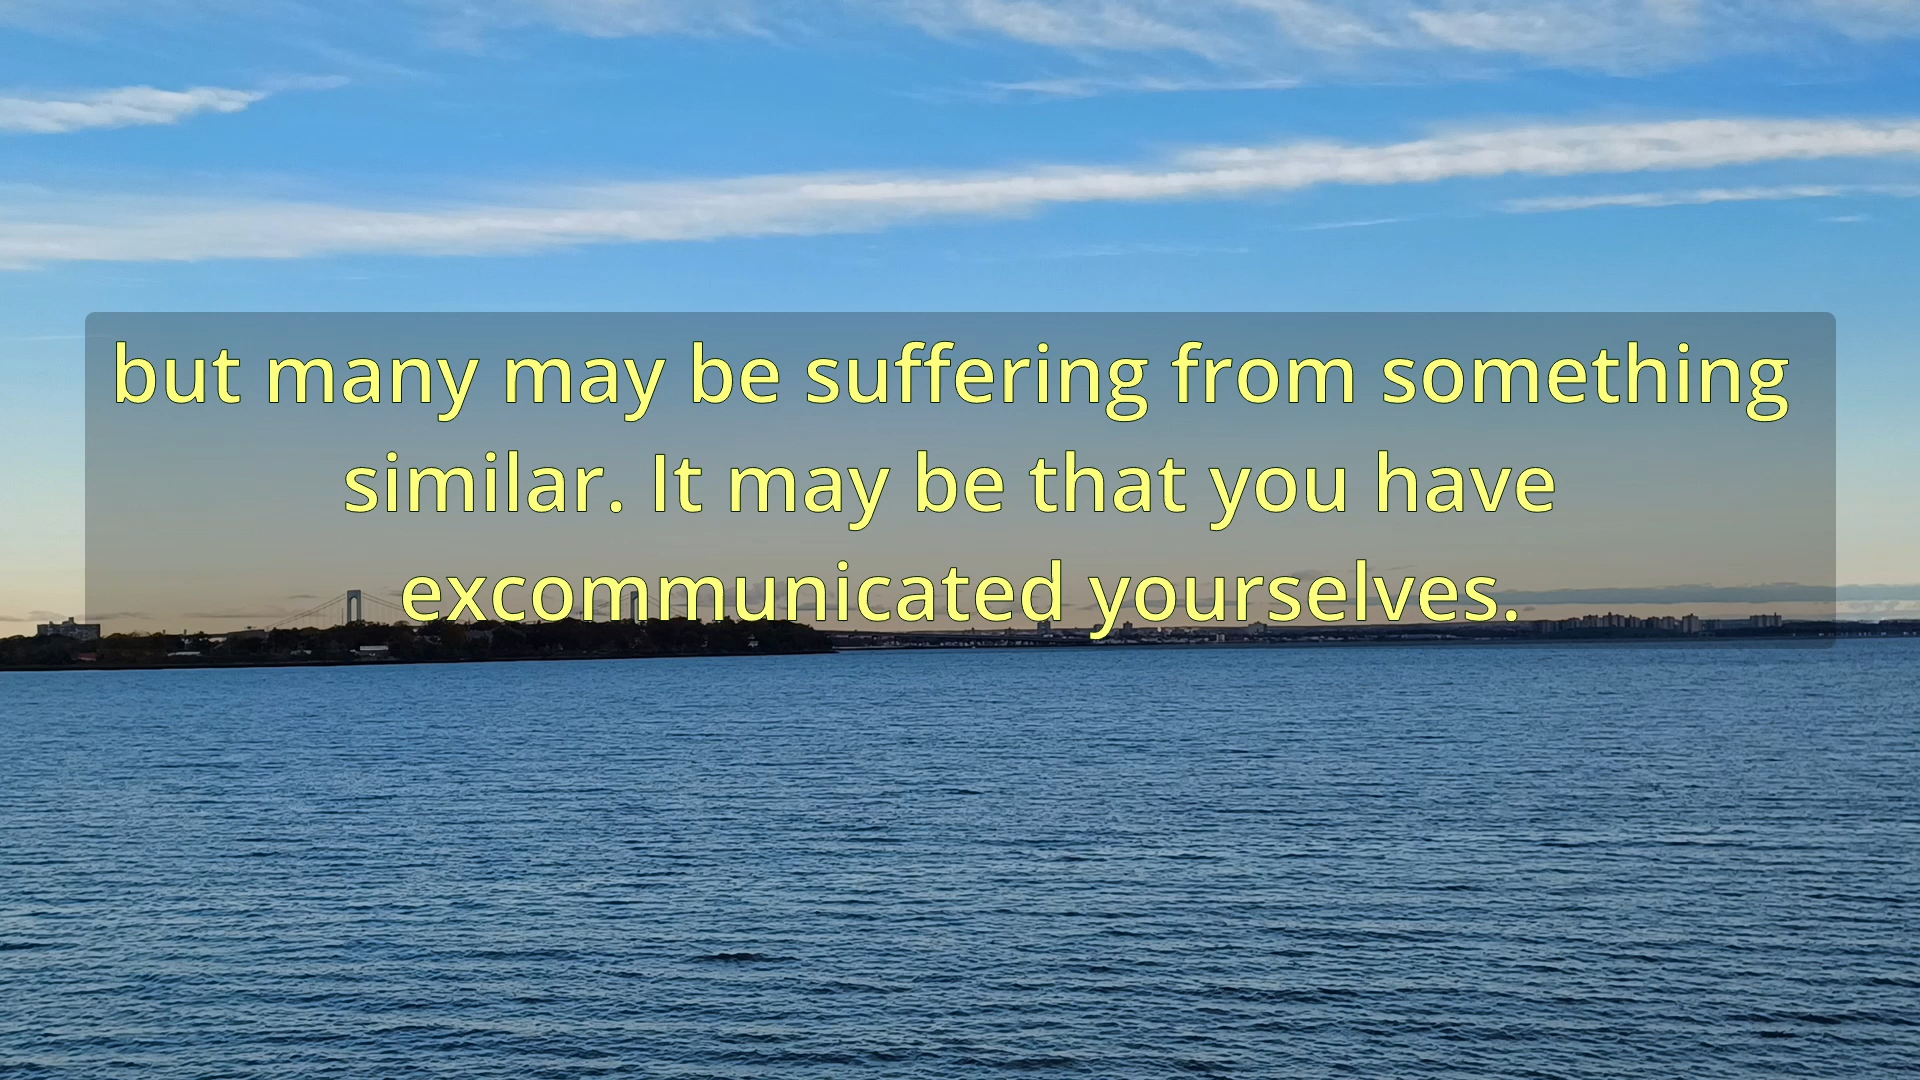 but many may be suffering from something
similar. It may be that you have
excommunicated yourselves.